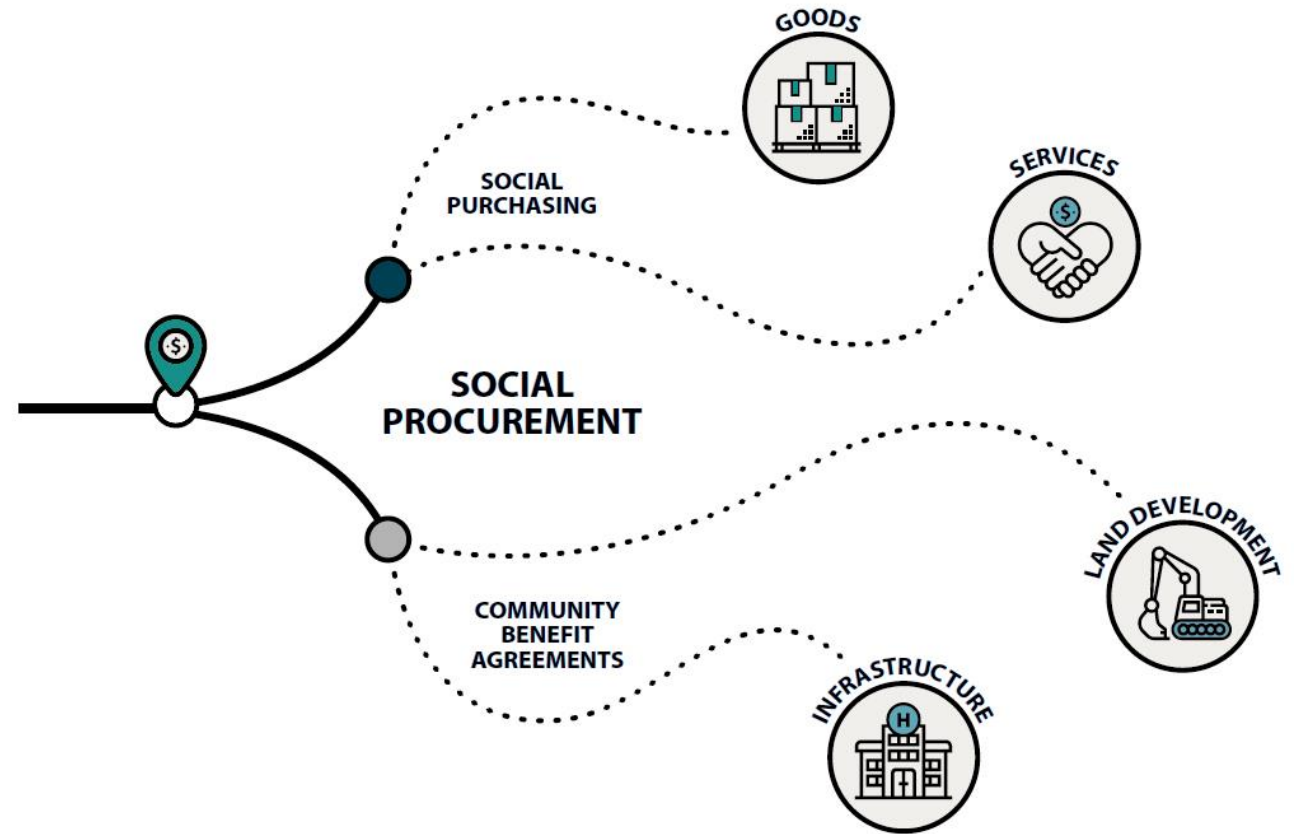 GOODS
SERVICES
SOCIAL
PURCHASING
$
$
SOCIAL
PROCUREMENT
LAND DEVELOPMENT
COMMUNITY
BENEFIT
AGREEMENTS
INFRASTRUCTURE
H